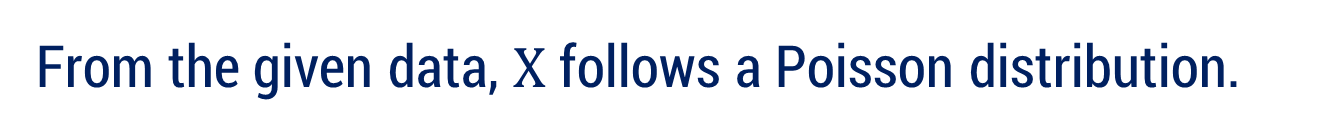 From the given data, X follows a Poisson distribution.